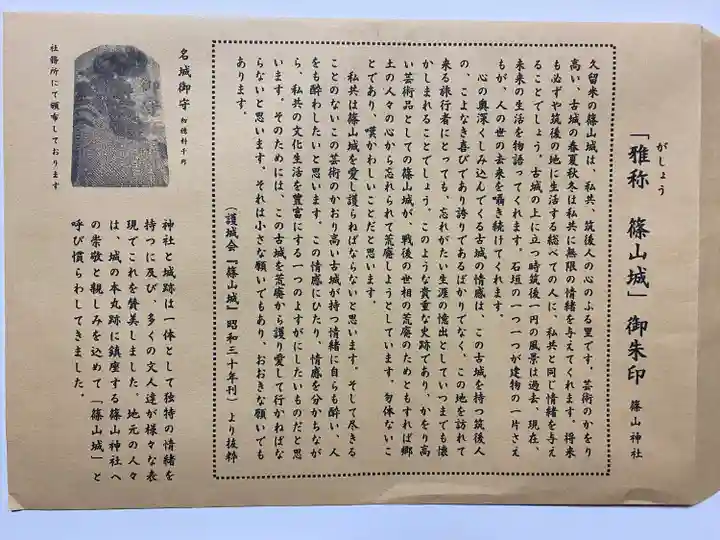 がしょう
「雅称 篠山城」御朱印 篠山神社
久留米の篠山城は、私共、筑後人の心のふる里です。芸術のかをり
高い、古城の春夏秋冬は私共に無限の情緒を与えてくれます。将来
も必ずや筑後の地に生活する総べての人に、私共と同じ情緒を与え
ることでしょう。古城の上に立つ時筑後一円の風景は過去、現在、
未来の生活を物語ってくれます。石垣の一つ一つが建物の一片さえ
もが、人の世の去来を囁き続けてくれます。
心の奥深くしみ込んでくる古城の情感は、この古城を持つ筑後人
の、こよなき喜びであり誇りであるばかりでなく、この地を訪れて
来る旅行者にとっても、忘れがたい生涯の憶出としていつまでも懐
かしまれることでしょう。このような貴重な史跡であり、かをり高
い芸術品としての篠山城が、戦後の世相の荒廃のためともすれば郷
土の人々の心から忘れられて荒廃しようとしています。勿体ないこ
とであり、嘆かわしいことだと思います。
私共は篠山城を愛し護らねばならないと思います。そして尽きる
ことのないこの芸術のかおり高い古城が持つ情緒に自らも酔い、人
をも酔わしたいと思います。この情感にひたり、情感を分かちなが
ら、私共の文化生活を豊富にする一つのよすがにしたいものだと思
います。そのためには、この古城を荒廃から護り愛して行かねばな
らないと思います。それは小さな願いでもあり、おおきな願いでも
あります。
(護城会『篠山城』昭和三十年刊)より抜粋
神社と城跡は一体として独特の情緒を
持つに及び、多くの文人達が様々な表
現でこれを賛美しました。地元の人々
は、城の本丸跡に鎮座する篠山神社へ
の崇敬と親しみを込めて「篠山城」と
呼び慣らわしてきました。
名城御守 初穂料千円
御守
社務所にて頒布しております